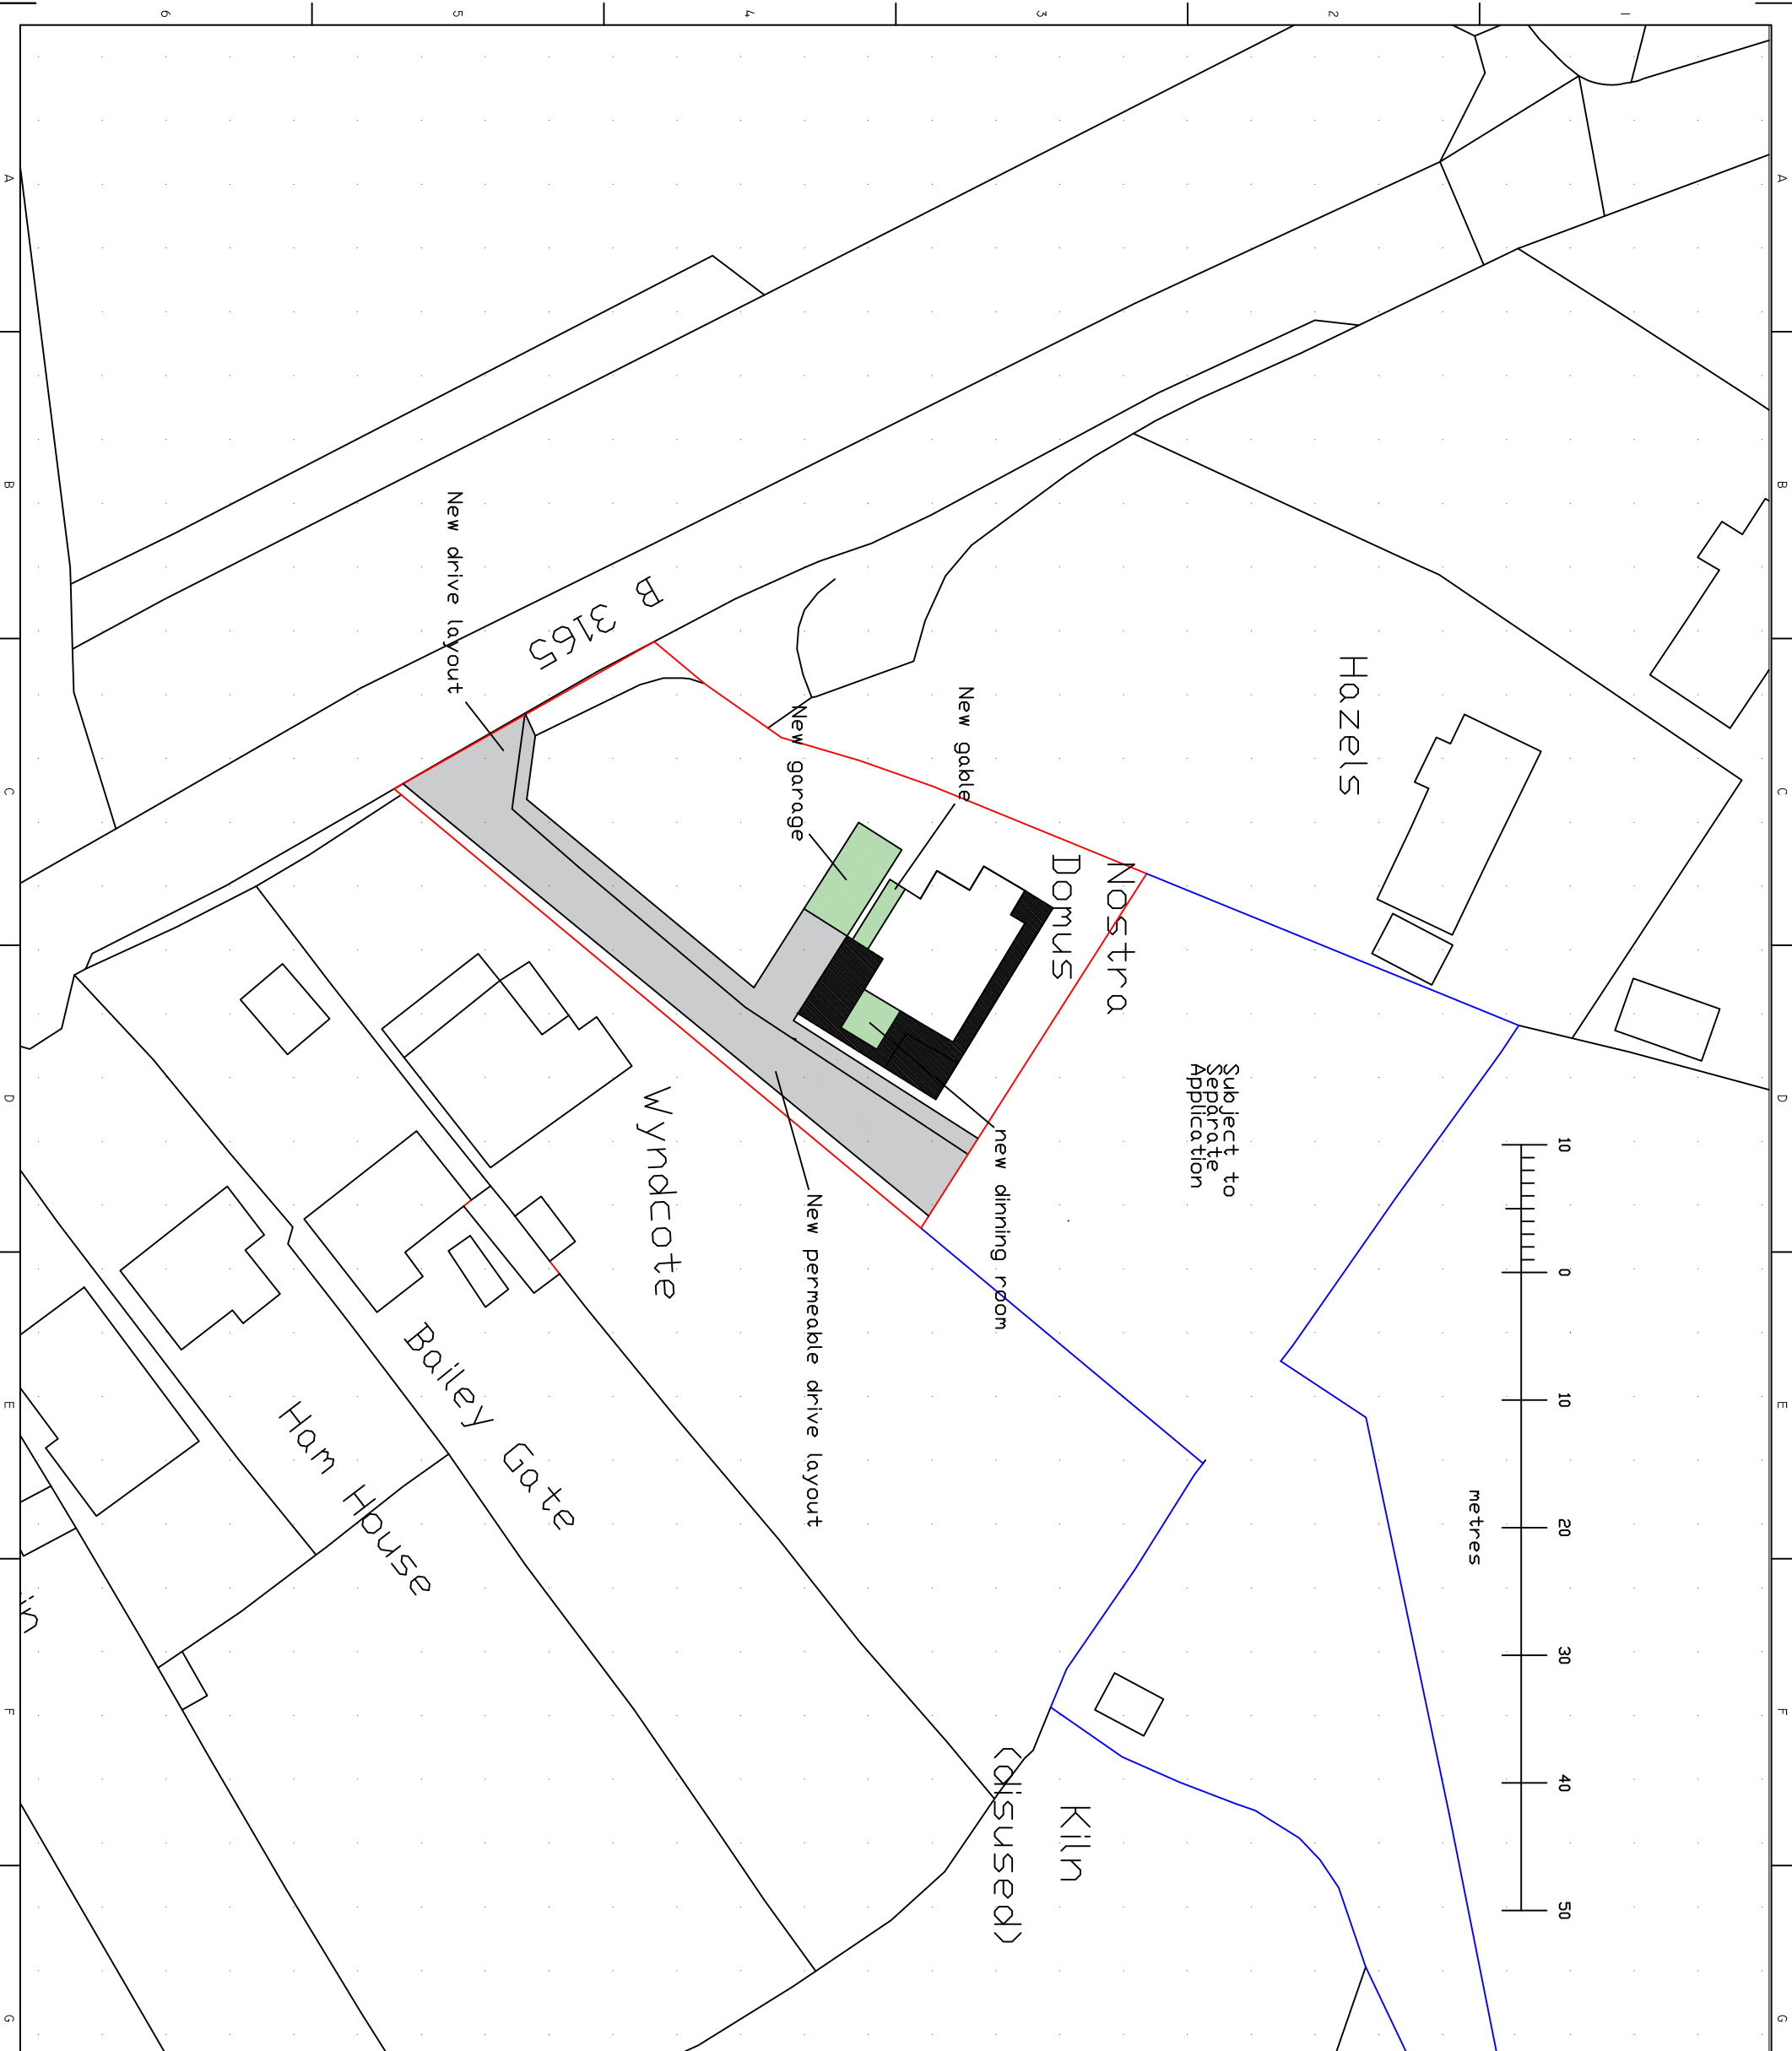 1
2
3
4
5
6
A
B
C
D
E
F
G
A
B
C
D
E
F
G
Hazels
Nostra
Domus
New gable
New garage
B 3165
New drive layout
Subject to
Separate
Application
new dinning room
New permeable drive layout
Wyndcote
Bailey Gate
Ham House
Kiln
(disused)
10
0
10
20
30
40
50
metres